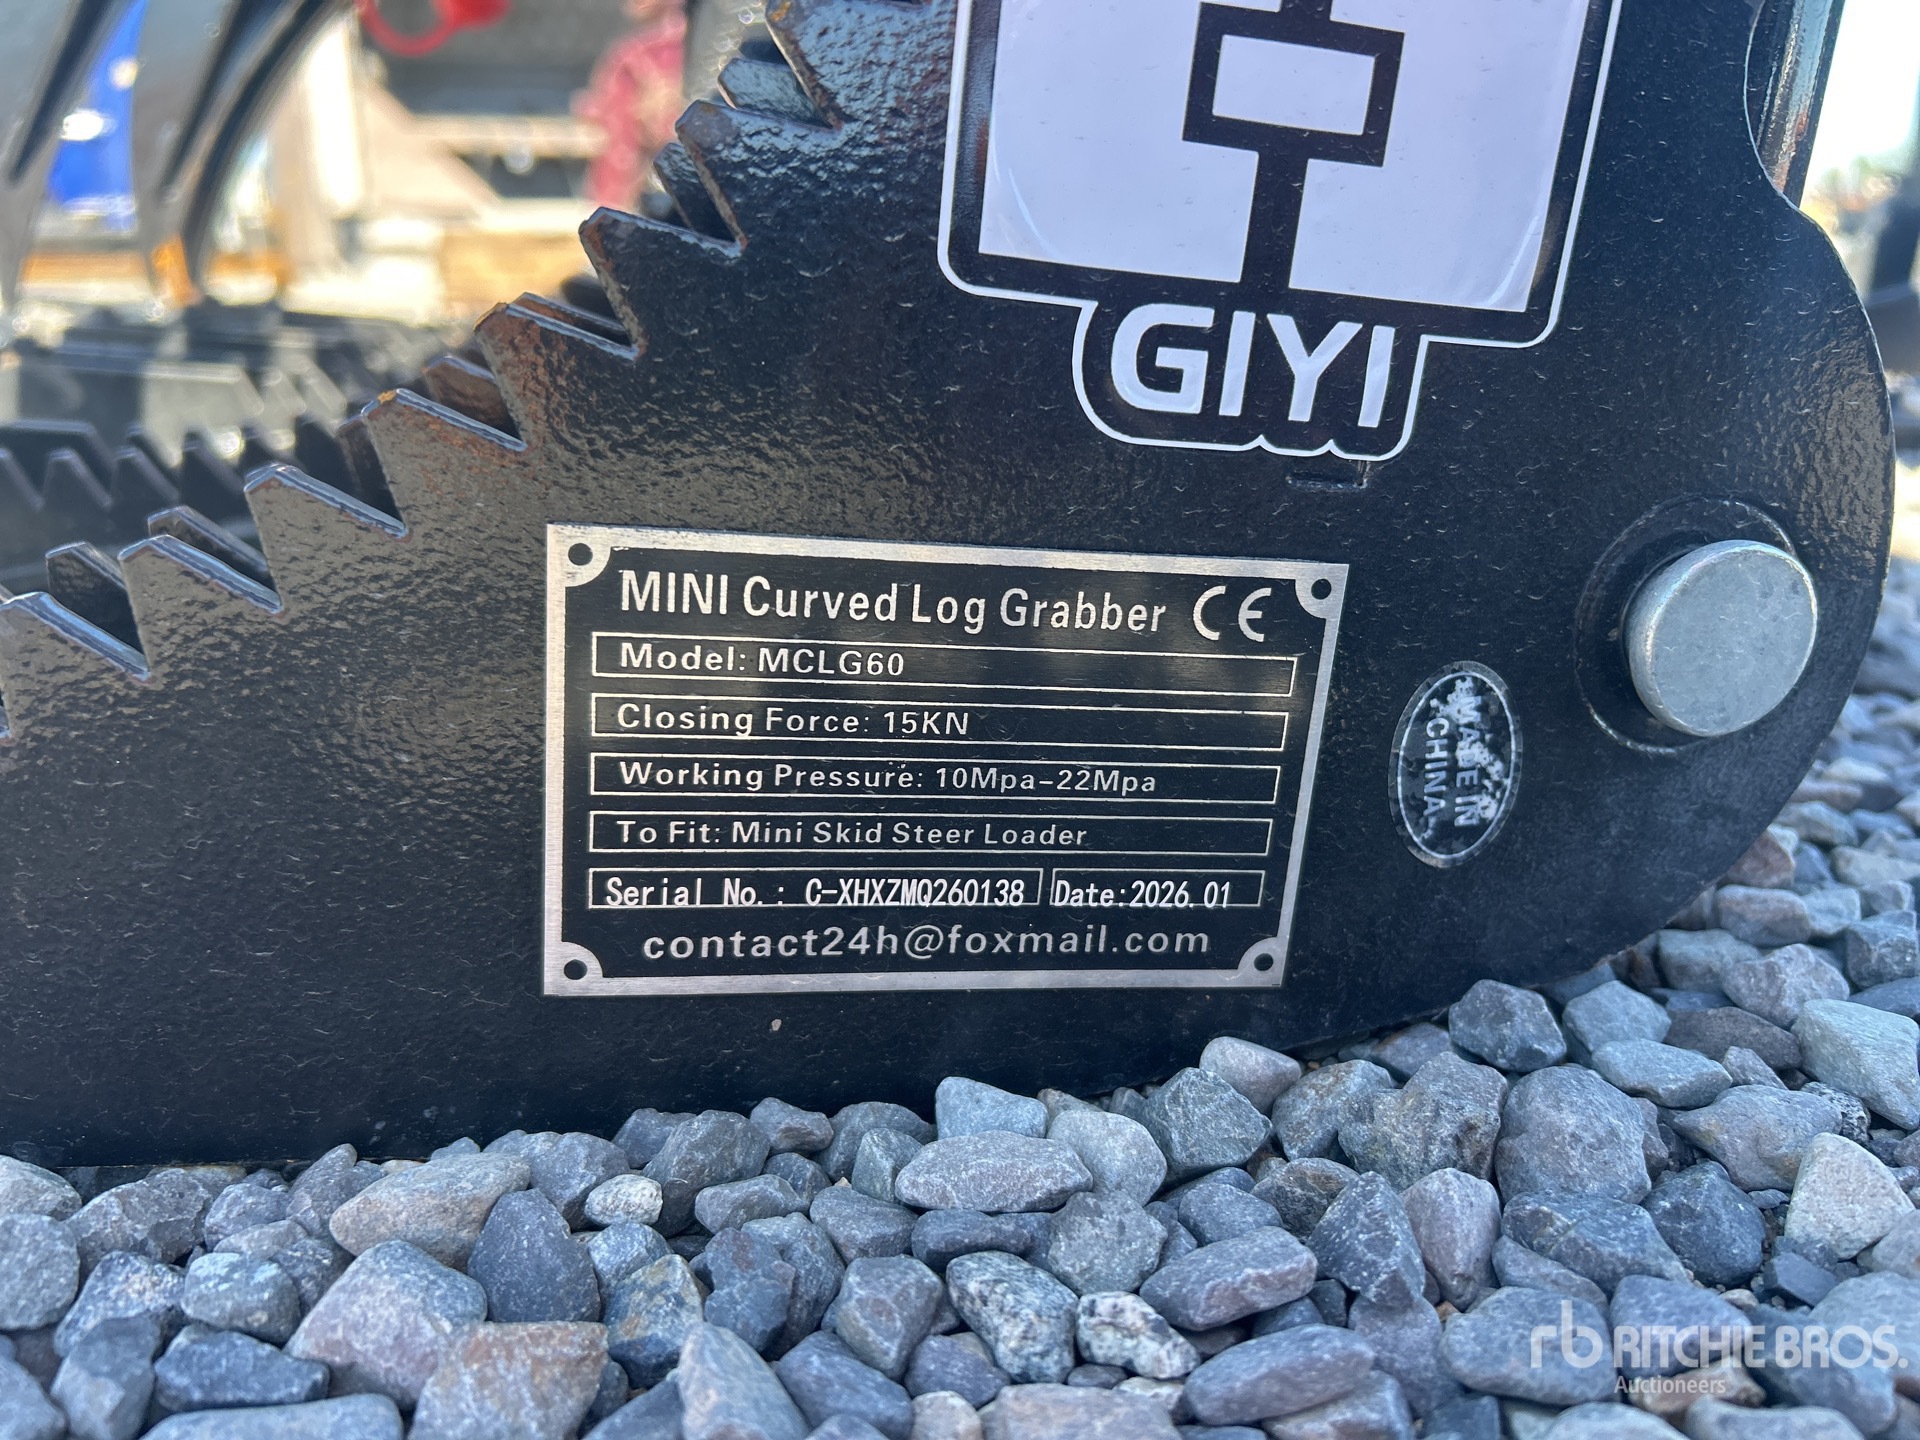 GIYI
MINI Curved Log Grabber CE
Model: MCLG60
Closing Force: 15KN
Working Pressure: 10Mpa-22Mpa
To Fit: Mini Skid Steer Loader
Serial No.: C-XHXZMQ260138 Date:2026.01
contact24h@foxmail.com
MADE IN
CHINA
rb RITCHIE BROS.
Auctioneers